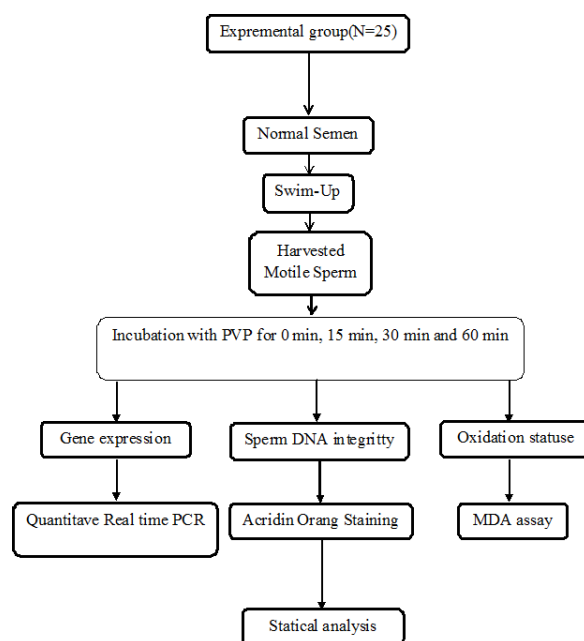 Expremental group(N=25)
Normal Semen
Swim-Up
Harvested
Motile Sperm
Incubation with PVP for 0 min, 15 min, 30 min and 60 min
Gene expression
Sperm DNA integritty
Oxidation statuse
Quantitave Real time PCR
Acridin Orang Staining
MDA assay
Statical analysis